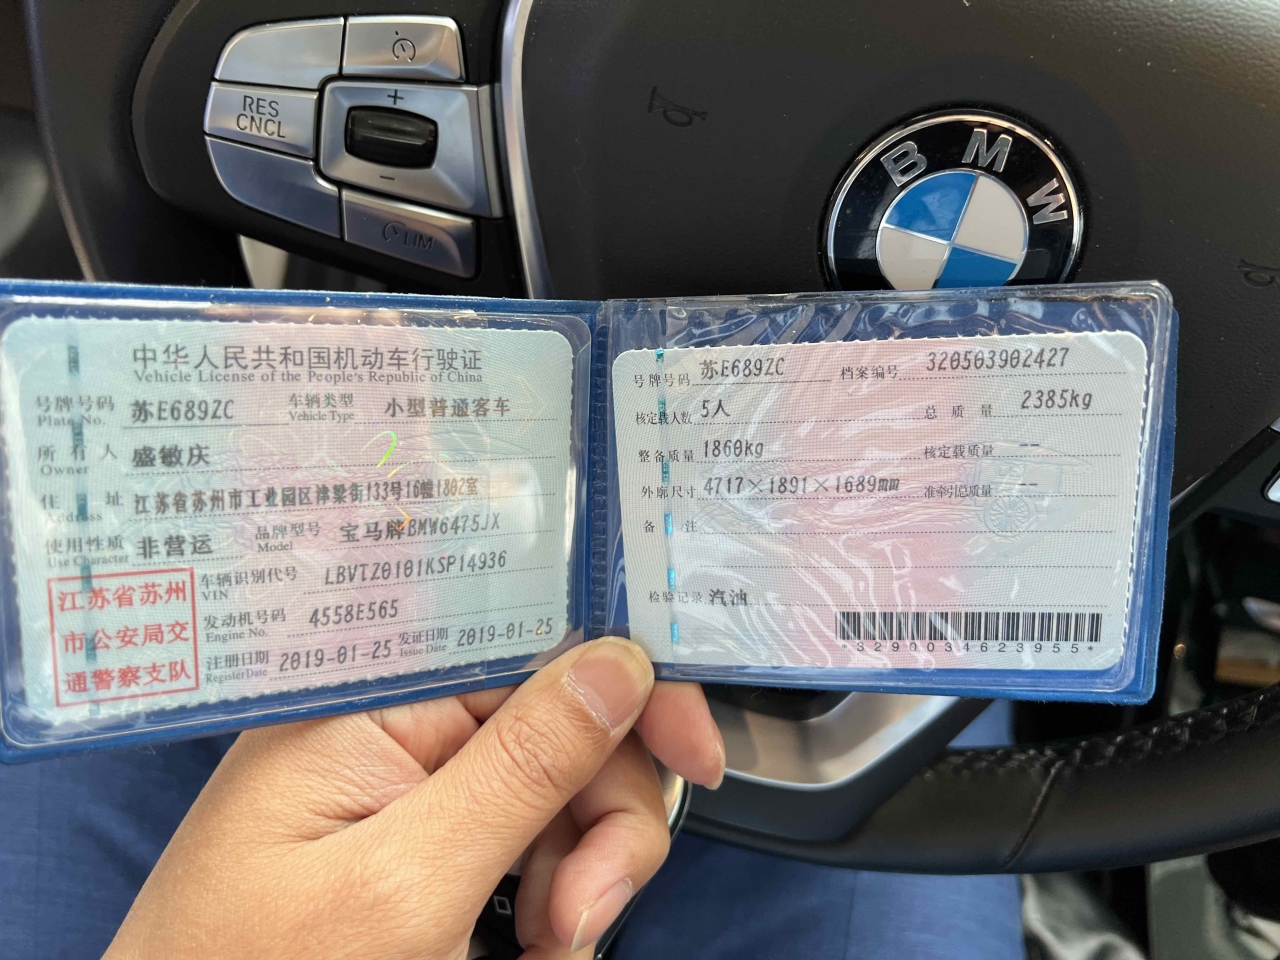 RES
CNCL
+
−
LIM
BMW
中华人民共和国机动车行驶证
Vehicle License of the People's Republic of China
号牌号码 苏E689ZC 车辆类型 小型普通客车
Plate No. Vehicle Type
所有人 盛敏庆
Owner
住址 江苏省苏州市工业园区津梁街133号16幢1802室
Address
使用性质 非营运 品牌型号 宝马牌BMW6475JX
Use Character Model
江苏省苏州
市公安局交
通警察支队
车辆识别代号 LBVTZ0101KSP14936
VIN
发动机号码 4558E565
Engine No.
注册日期 2019-01-25 发证日期 2019-01-25
Register Date Issue Date
号牌号码 苏E689ZC 档案编号 320503902427
核定载人数 5人 总质量 2385kg
整备质量 1860kg 核定载质量 --
外廓尺寸 4717×1891×1689mm 准牵引总质量 --
备注
检验记录 汽油
*3290034623955*